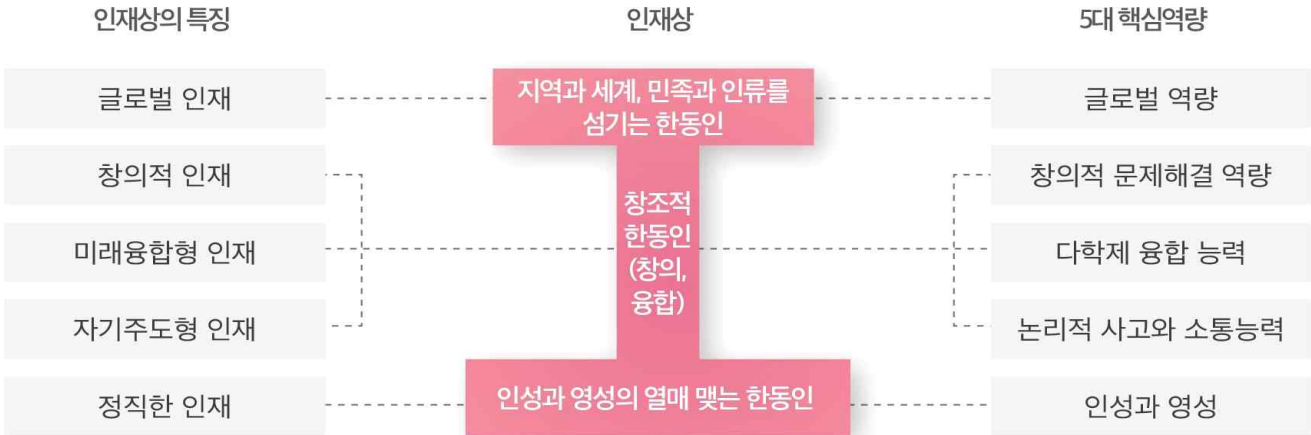 인재상의 특징
인재상
5대 핵심역량
글로벌 인재
지역과 세계, 민족과 인류를
섬기는 한동인
글로벌 역량
창의적 인재
창의적 문제해결 역량
창조적
한동인
(창의,
융합)
미래융합형 인재
다학제 융합 능력
자기주도형 인재
논리적 사고와 소통능력
정직한 인재
인성과 영성의 열매 맺는 한동인
인성과 영성